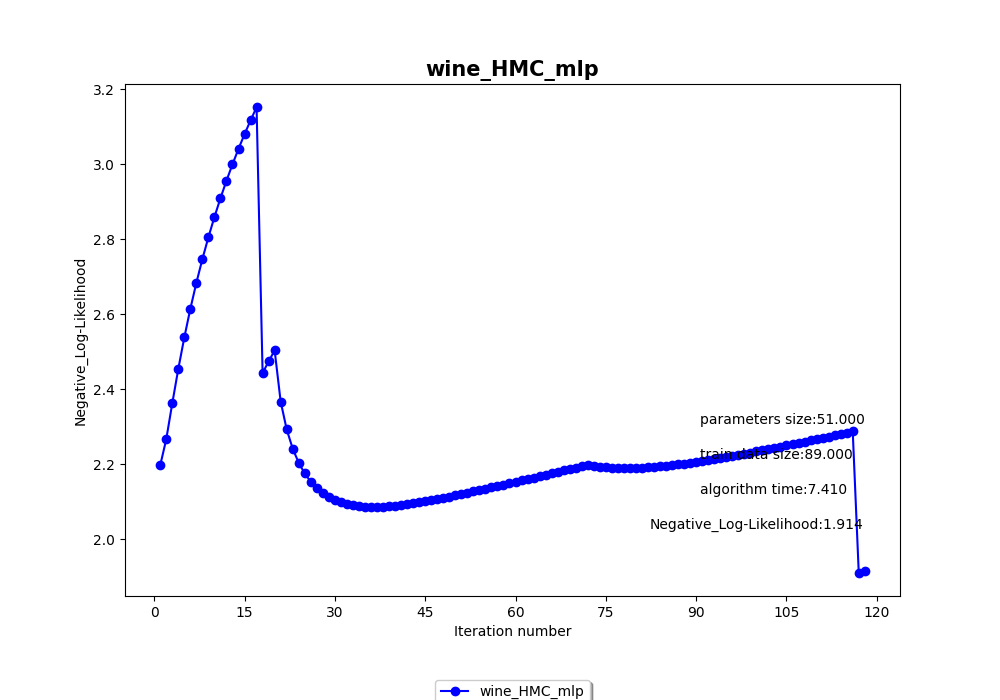 wine_HMC_mlp
3.2
3.0
2.8
2.6
2.4
2.2
2.0
Negative_Log-Likelihood
parameters size:51.000
train data size:89.000
algorithm time:7.410
Negative_Log-Likelihood:1.914
0 15 30 45 60 75 90 105 120
Iteration number
wine_HMC_mlp